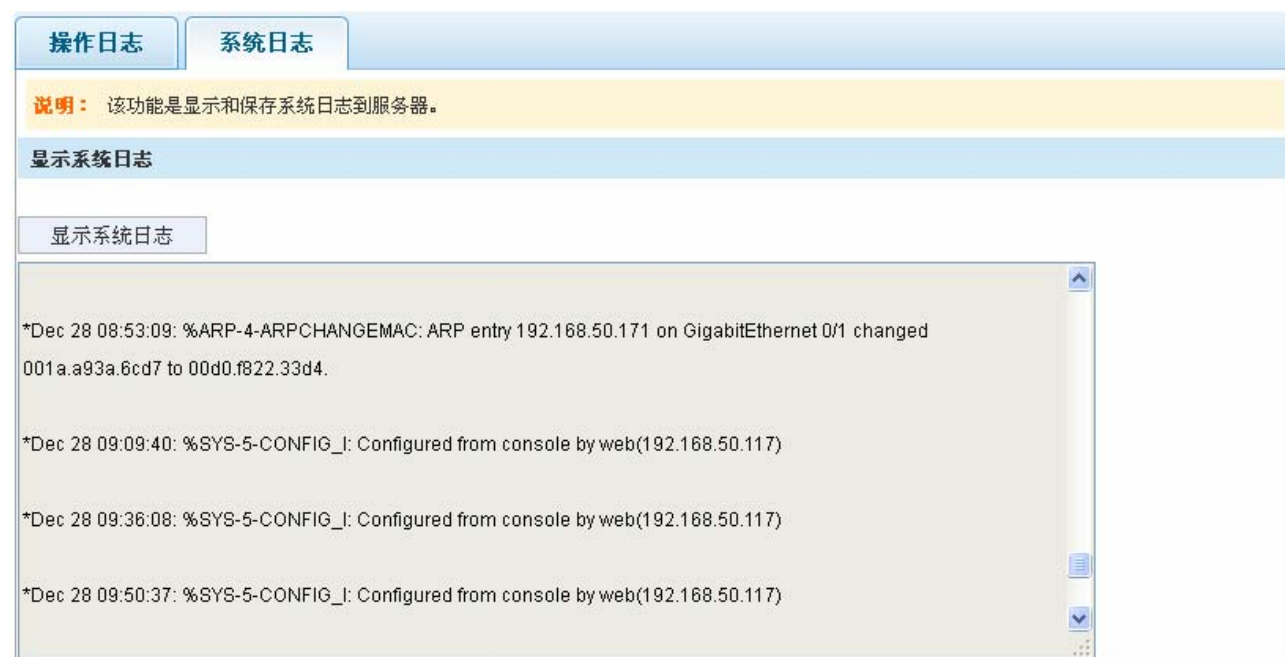 操作日志
系统日志
说明： 该功能是显示和保存系统日志到服务器。
显示系统日志
显示系统日志
*Dec 28 08:53:09: %ARP-4-ARPCHANGEMAC: ARP entry 192.168.50.171 on GigabitEthernet 0/1 changed
001a.a93a.6cd7 to 00d0.f822.33d4.
*Dec 28 09:09:40: %SYS-5-CONFIG_I: Configured from console by web(192.168.50.117)
*Dec 28 09:36:08: %SYS-5-CONFIG_I: Configured from console by web(192.168.50.117)
*Dec 28 09:50:37: %SYS-5-CONFIG_I: Configured from console by web(192.168.50.117)